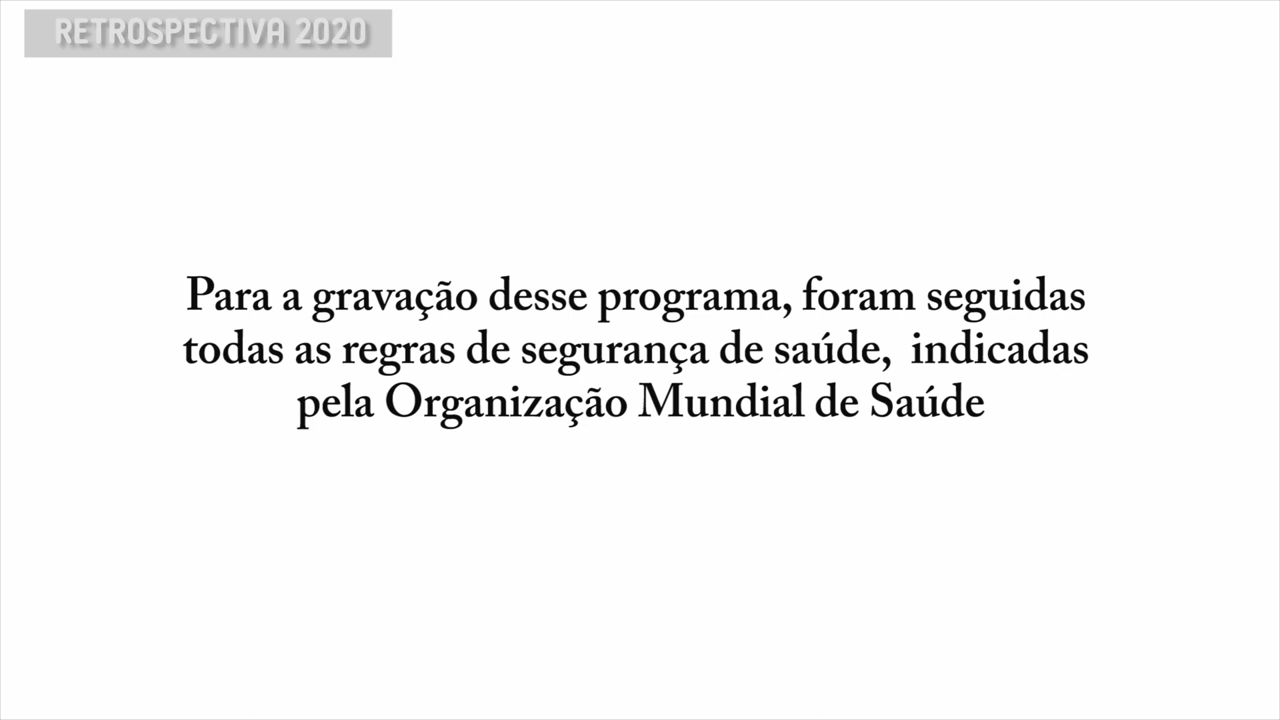 RETROSPECTIVA 2020
Para a gravação desse programa, foram seguidas
todas as regras de segurança de saúde,  indicadas
pela Organização Mundial de Saúde